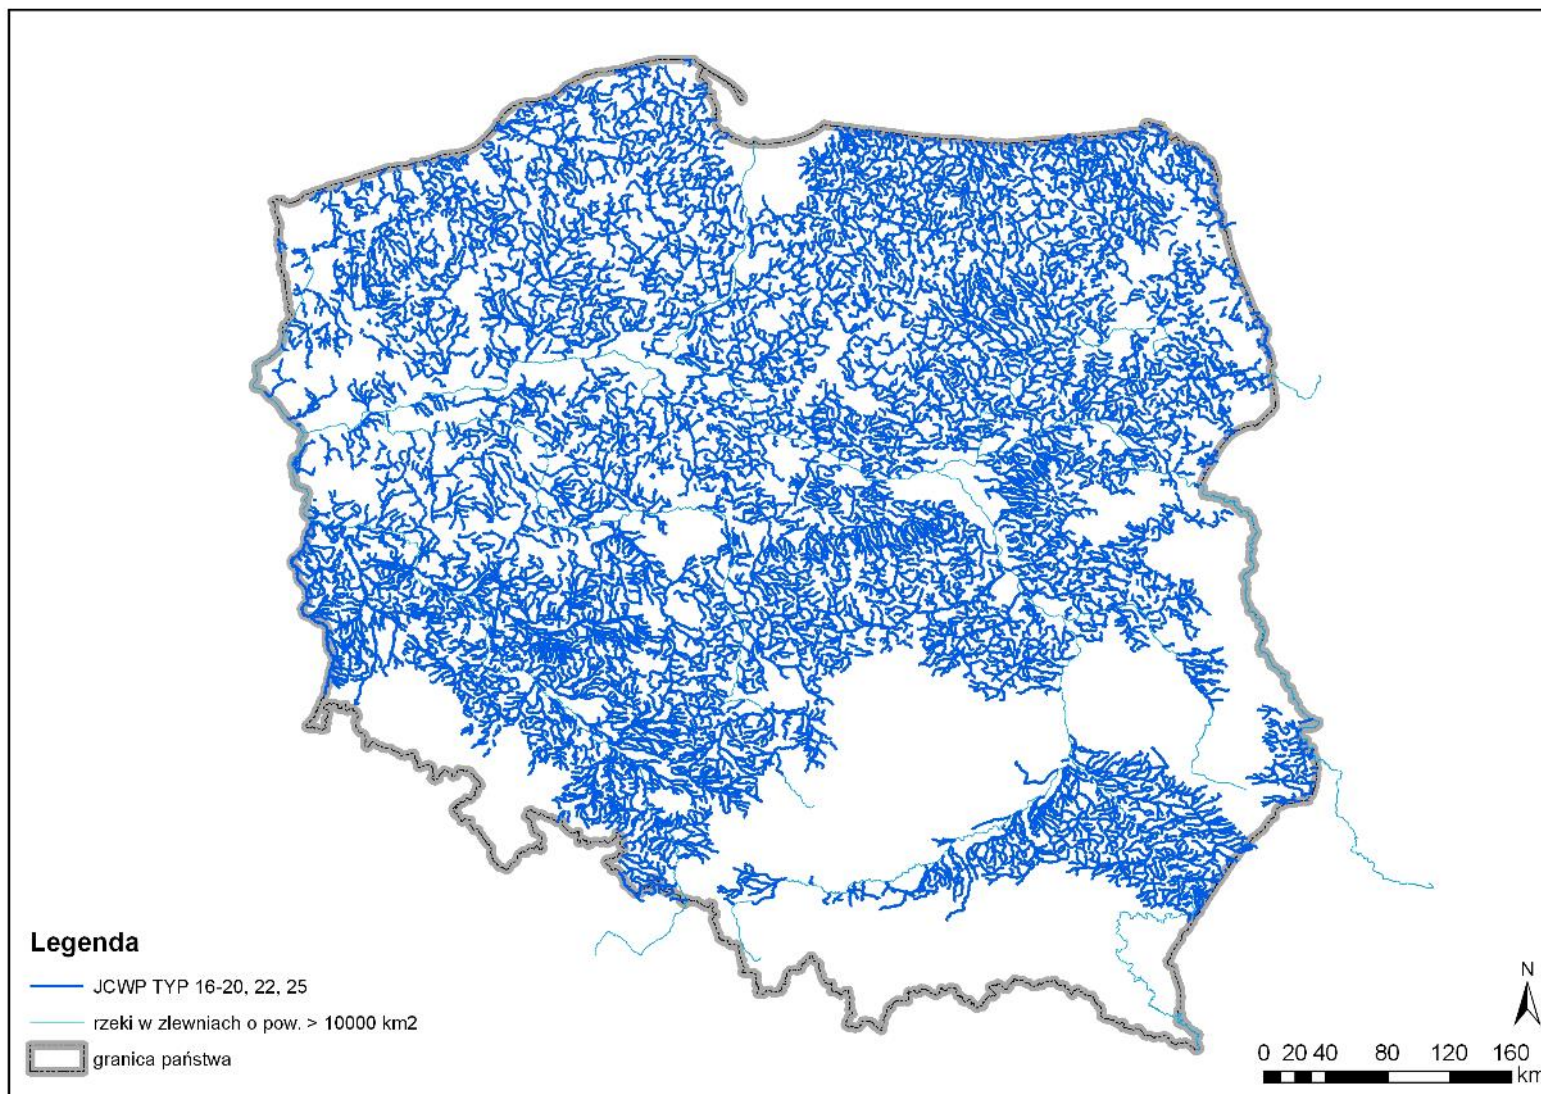 Legenda
JCWP TYP 16-20, 22, 25
rzeki w zlewniach o pow. > 10000 km2
granica państwa
N
0 20 40 80 120 160
km